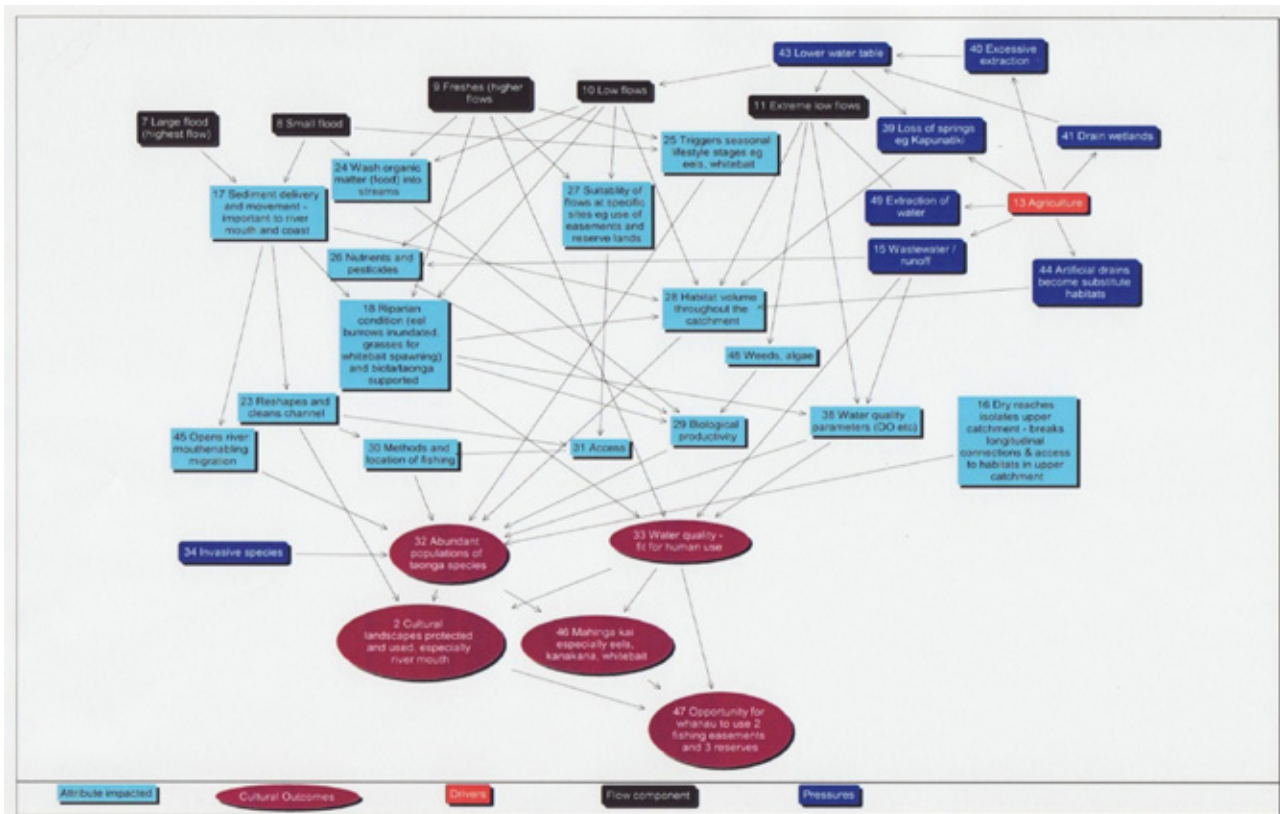 43 Lower water table
40 Excessive
extraction
9 Freshes (higher
flows
10 Low flows
11 Extreme low flows
7 Large flood
(highest flow)
8 Small flood
39 Loss of springs
eg Kapunatiki
41 Drain wetlands
25 Triggers seasonal
lifestyle stages eg
eels, whitebait
24 Wash organic
matter (food) into
streams
17 Sediment delivery
and movement -
important to river
mouth and coast
27 Suitablity of
flows at specific
sites eg use of
easements and
reserve lands
49 Extraction of
water
13 Agriculture
26 Nutrients and
pesticides
15 Wastewater /
runoff
44 Artificial drains
become substitute
habitats
18 Riparian
condition (eel
burrows inundated,
grasses for
whitebait spawning)
and biota/taonga
supported
28 Habitat volume
throughout the
catchment
48 Weeds, algae
23 Reshapes and
cleans channel
45 Opens river
mouthenabling
migration
30 Methods and
location of fishing
31 Access
29 Biological
productivity
38 Water quality
parameters (DO etc)
16 Dry reaches
isolates upper
catchment - breaks
longitudinal
connections & access
to habitats in upper
catchment
34 Invasive species
32 Abundant
populations of
taonga species
33 Water quality -
fit for human use
2 Cultural
landscapes protected
and used, especially
river mouth
46 Mahinga kai
especially eels,
kanakana, whitebait
47 Opportunity for
whanau to use 2
fishing easements
and 3 reserves
Attribute impacted
Cultural Outcomes
Drivers
Flow component
Pressures